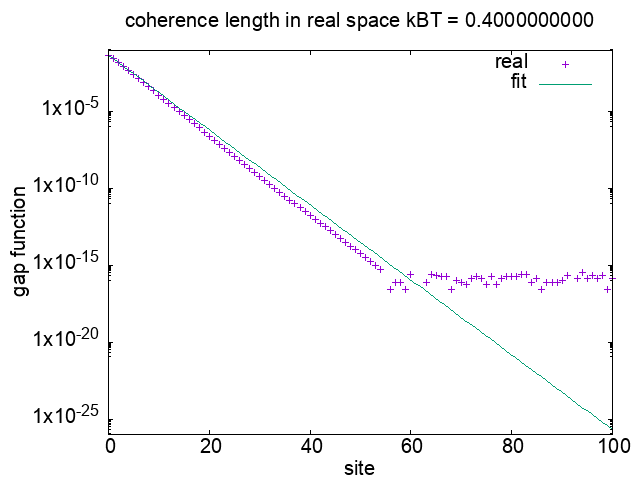 coherence length in real space kBT = 0.4000000000
real
fit
1x10-5
1x10-10
1x10-15
1x10-20
1x10-25
gap function
0 20 40 60 80 100
site